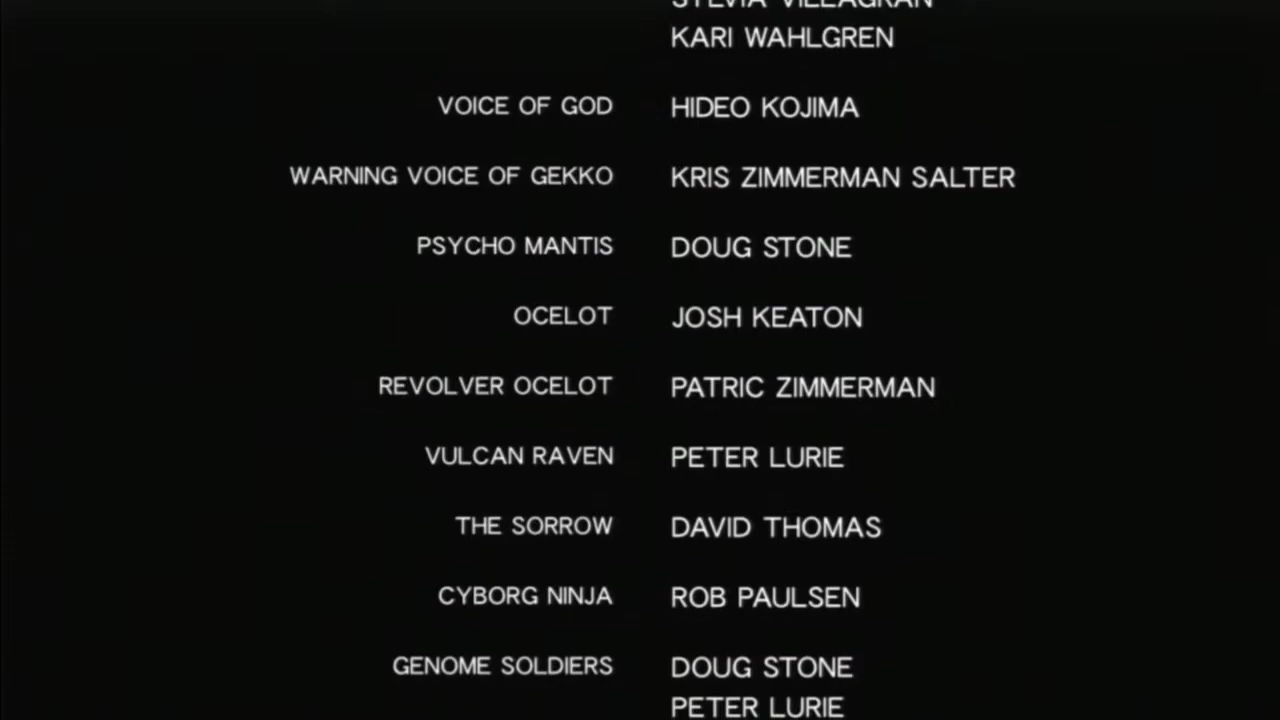 SYLVIA VILLAGRAN
KARI WAHLGREN
VOICE OF GOD HIDEO KOJIMA
WARNING VOICE OF GEKKO KRIS ZIMMERMAN SALTER
PSYCHO MANTIS DOUG STONE
OCELOT JOSH KEATON
REVOLVER OCELOT PATRIC ZIMMERMAN
VULCAN RAVEN PETER LURIE
THE SORROW DAVID THOMAS
CYBORG NINJA ROB PAULSEN
GENOME SOLDIERS DOUG STONE
PETER LURIE